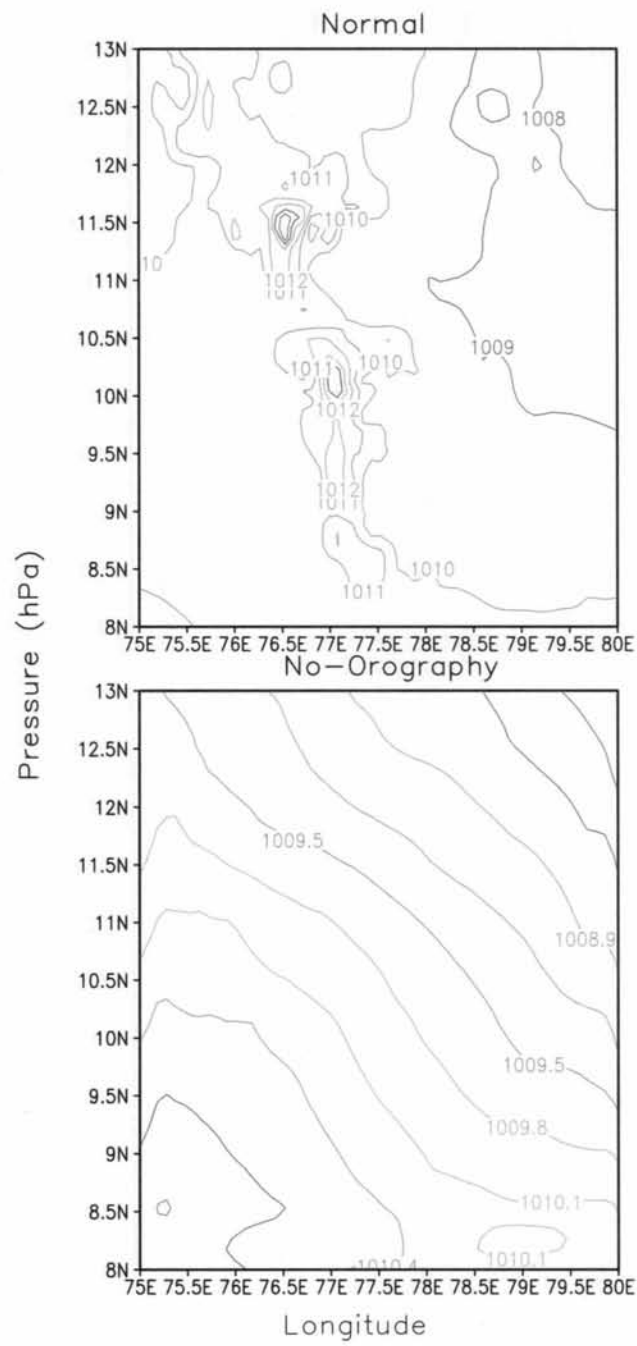 Normal
13N
12.5N
1008
12N
1011
1010
11.5N
10
11N
1012
1011
10.5N
1009
1010
1011
10N
1012
9.5N
1012
1011
9N
1010
8.5N
1011
8N
75E 75.5E 76E 76.5E 77E 77.5E 78E 78.5E 79E 79.5E 80E
Pressure (hPa)
No-Orography
13N
12.5N
12N
1009.5
11.5N
11N
1008.9
10.5N
10N
1009.5
9.5N
1009.8
9N
1010.1
8.5N
1010.1
1010.4
8N
75E 75.5E 76E 76.5E 77E 77.5E 78E 78.5E 79E 79.5E 80E
Longitude